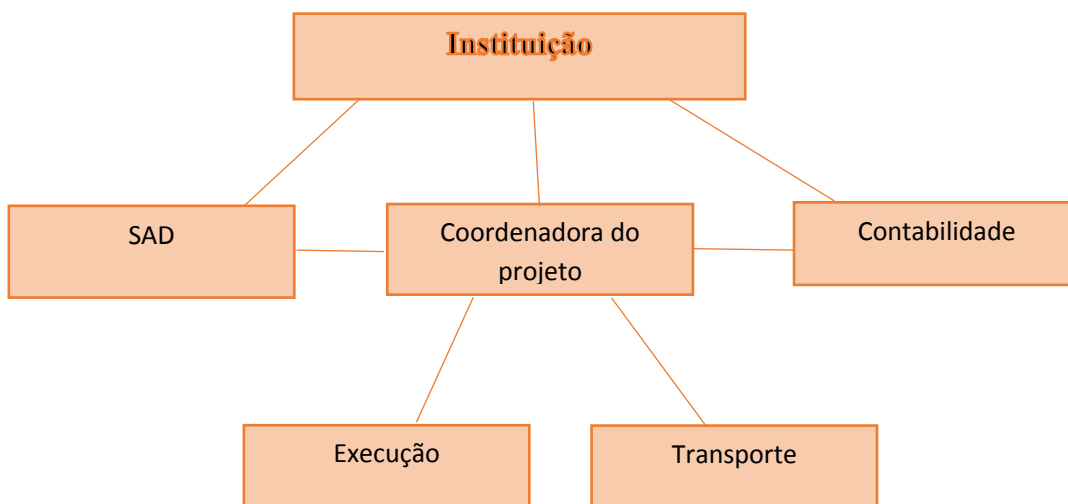 Instituição
SAD
Coordenadora do
projeto
Contabilidade
Execução
Transporte